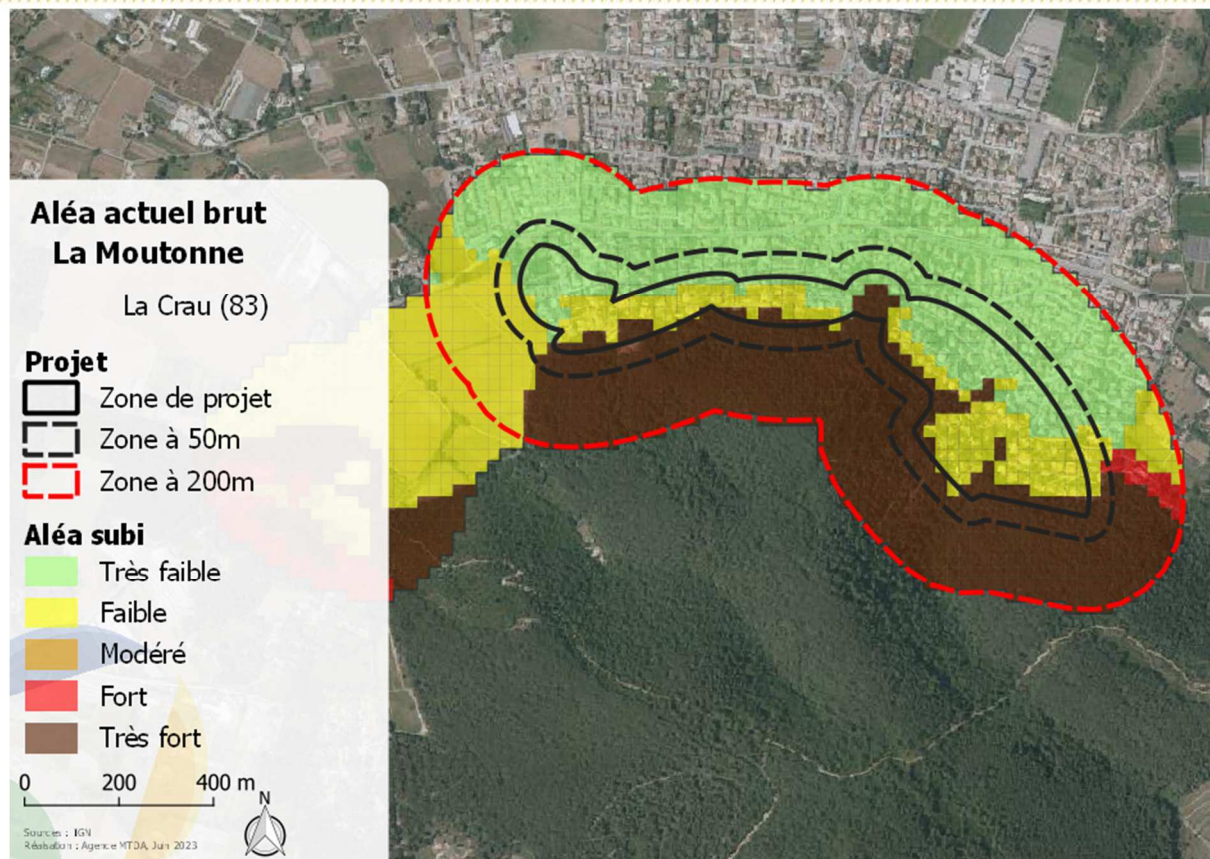 Aléa actuel brut
La Moutonne
La Crau (83)
Projet
Zone de projet
Zone à 50m
Zone à 200m
Aléa subi
Très faible
Faible
Modéré
Fort
Très fort
0 200 400 m
N
Sources : IGN
Réalisation : Agence MTDA, Juin 2023